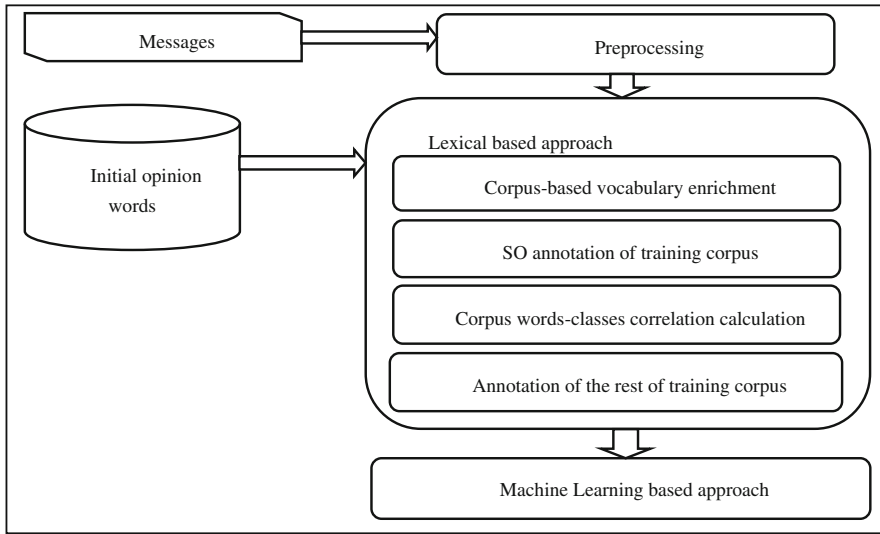 Messages
Preprocessing
Initial opinion
words
Lexical based approach
Corpus-based vocabulary enrichment
SO annotation of training corpus
Corpus words-classes correlation calculation
Annotation of the rest of training corpus
Machine Learning based approach